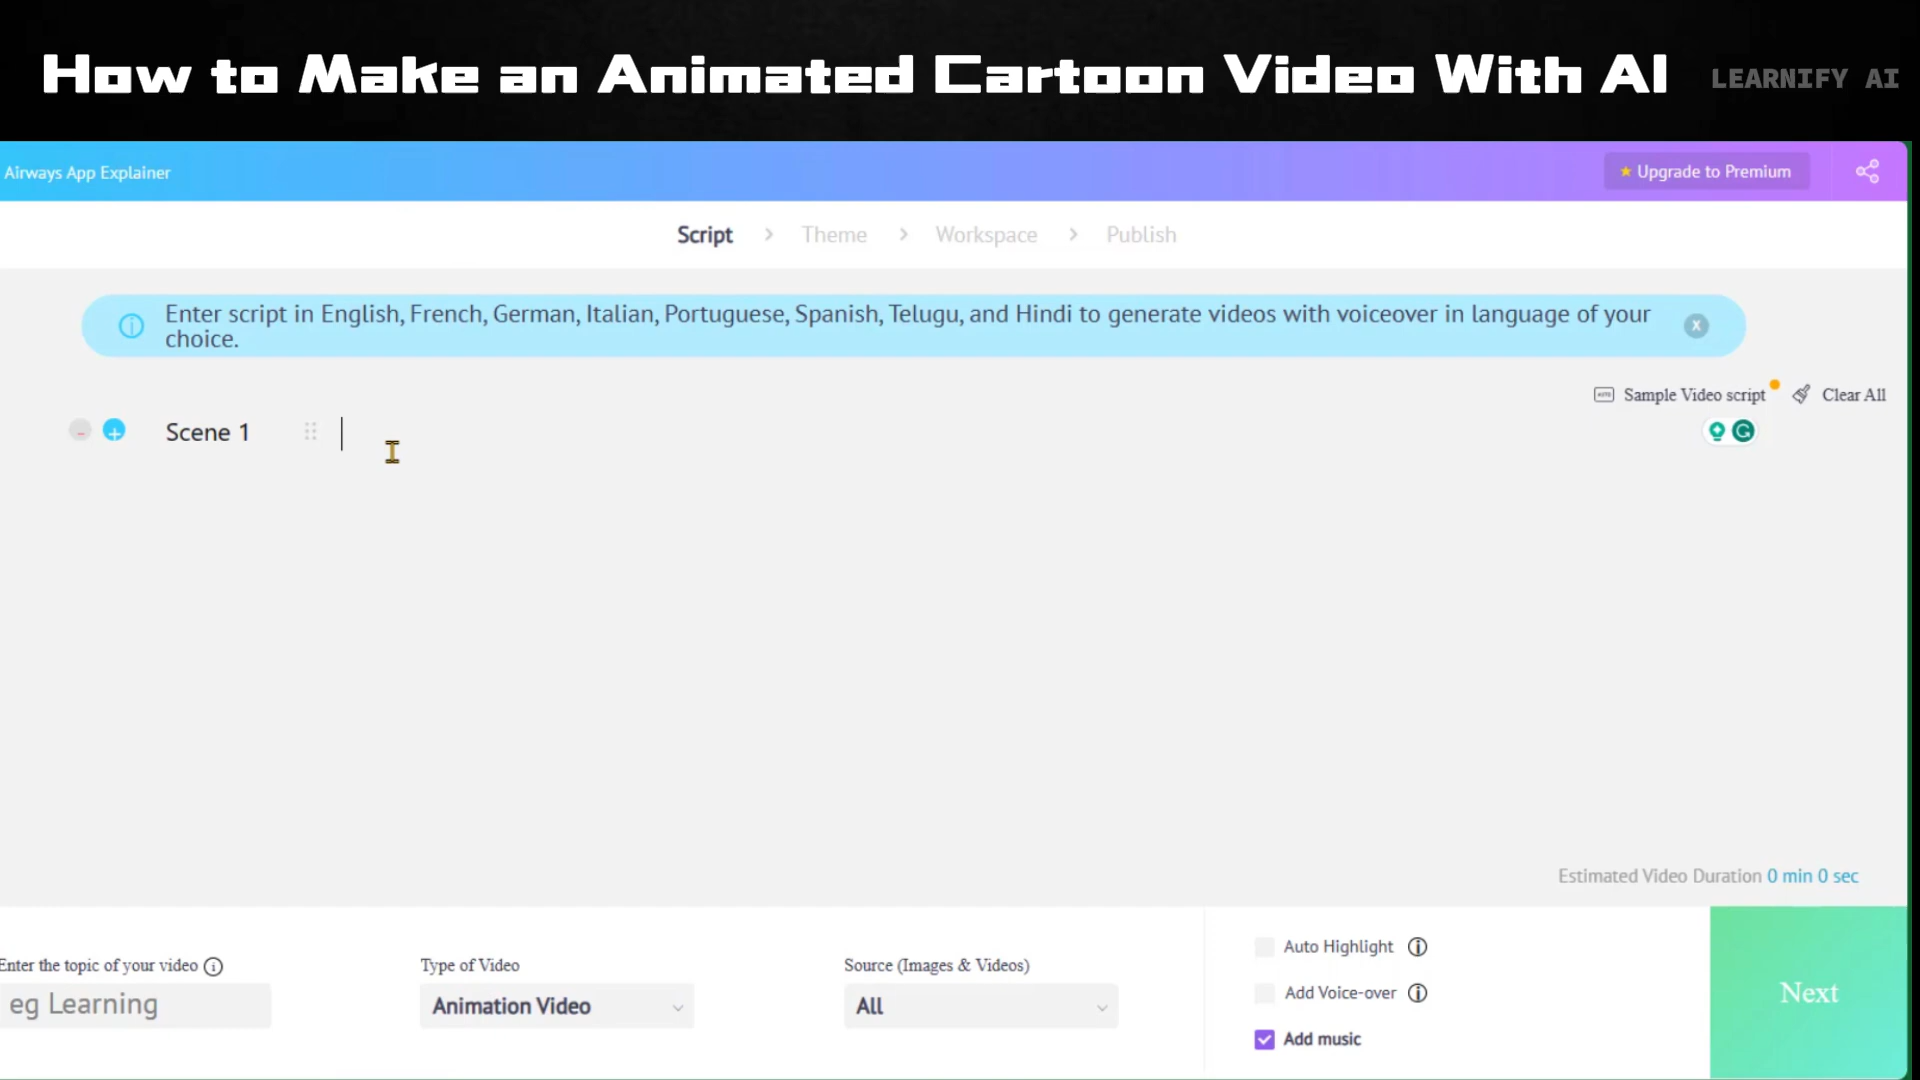 How to Make an Animated Cartoon Video With AI
LEARNIFY AI
Airways App Explainer
Upgrade to Premium
Script
Theme
Workspace
Publish
Enter script in English, French, German, Italian, Portuguese, Spanish, Telugu, and Hindi to generate videos with voiceover in language of your
choice.
X
Sample Video script
Clear All
Scene 1
Estimated Video Duration 0 min 0 sec
Enter the topic of your video
eg Learning
Type of Video
Animation Video
Source (Images & Videos)
All
Auto Highlight
Add Voice-over
Add music
Next